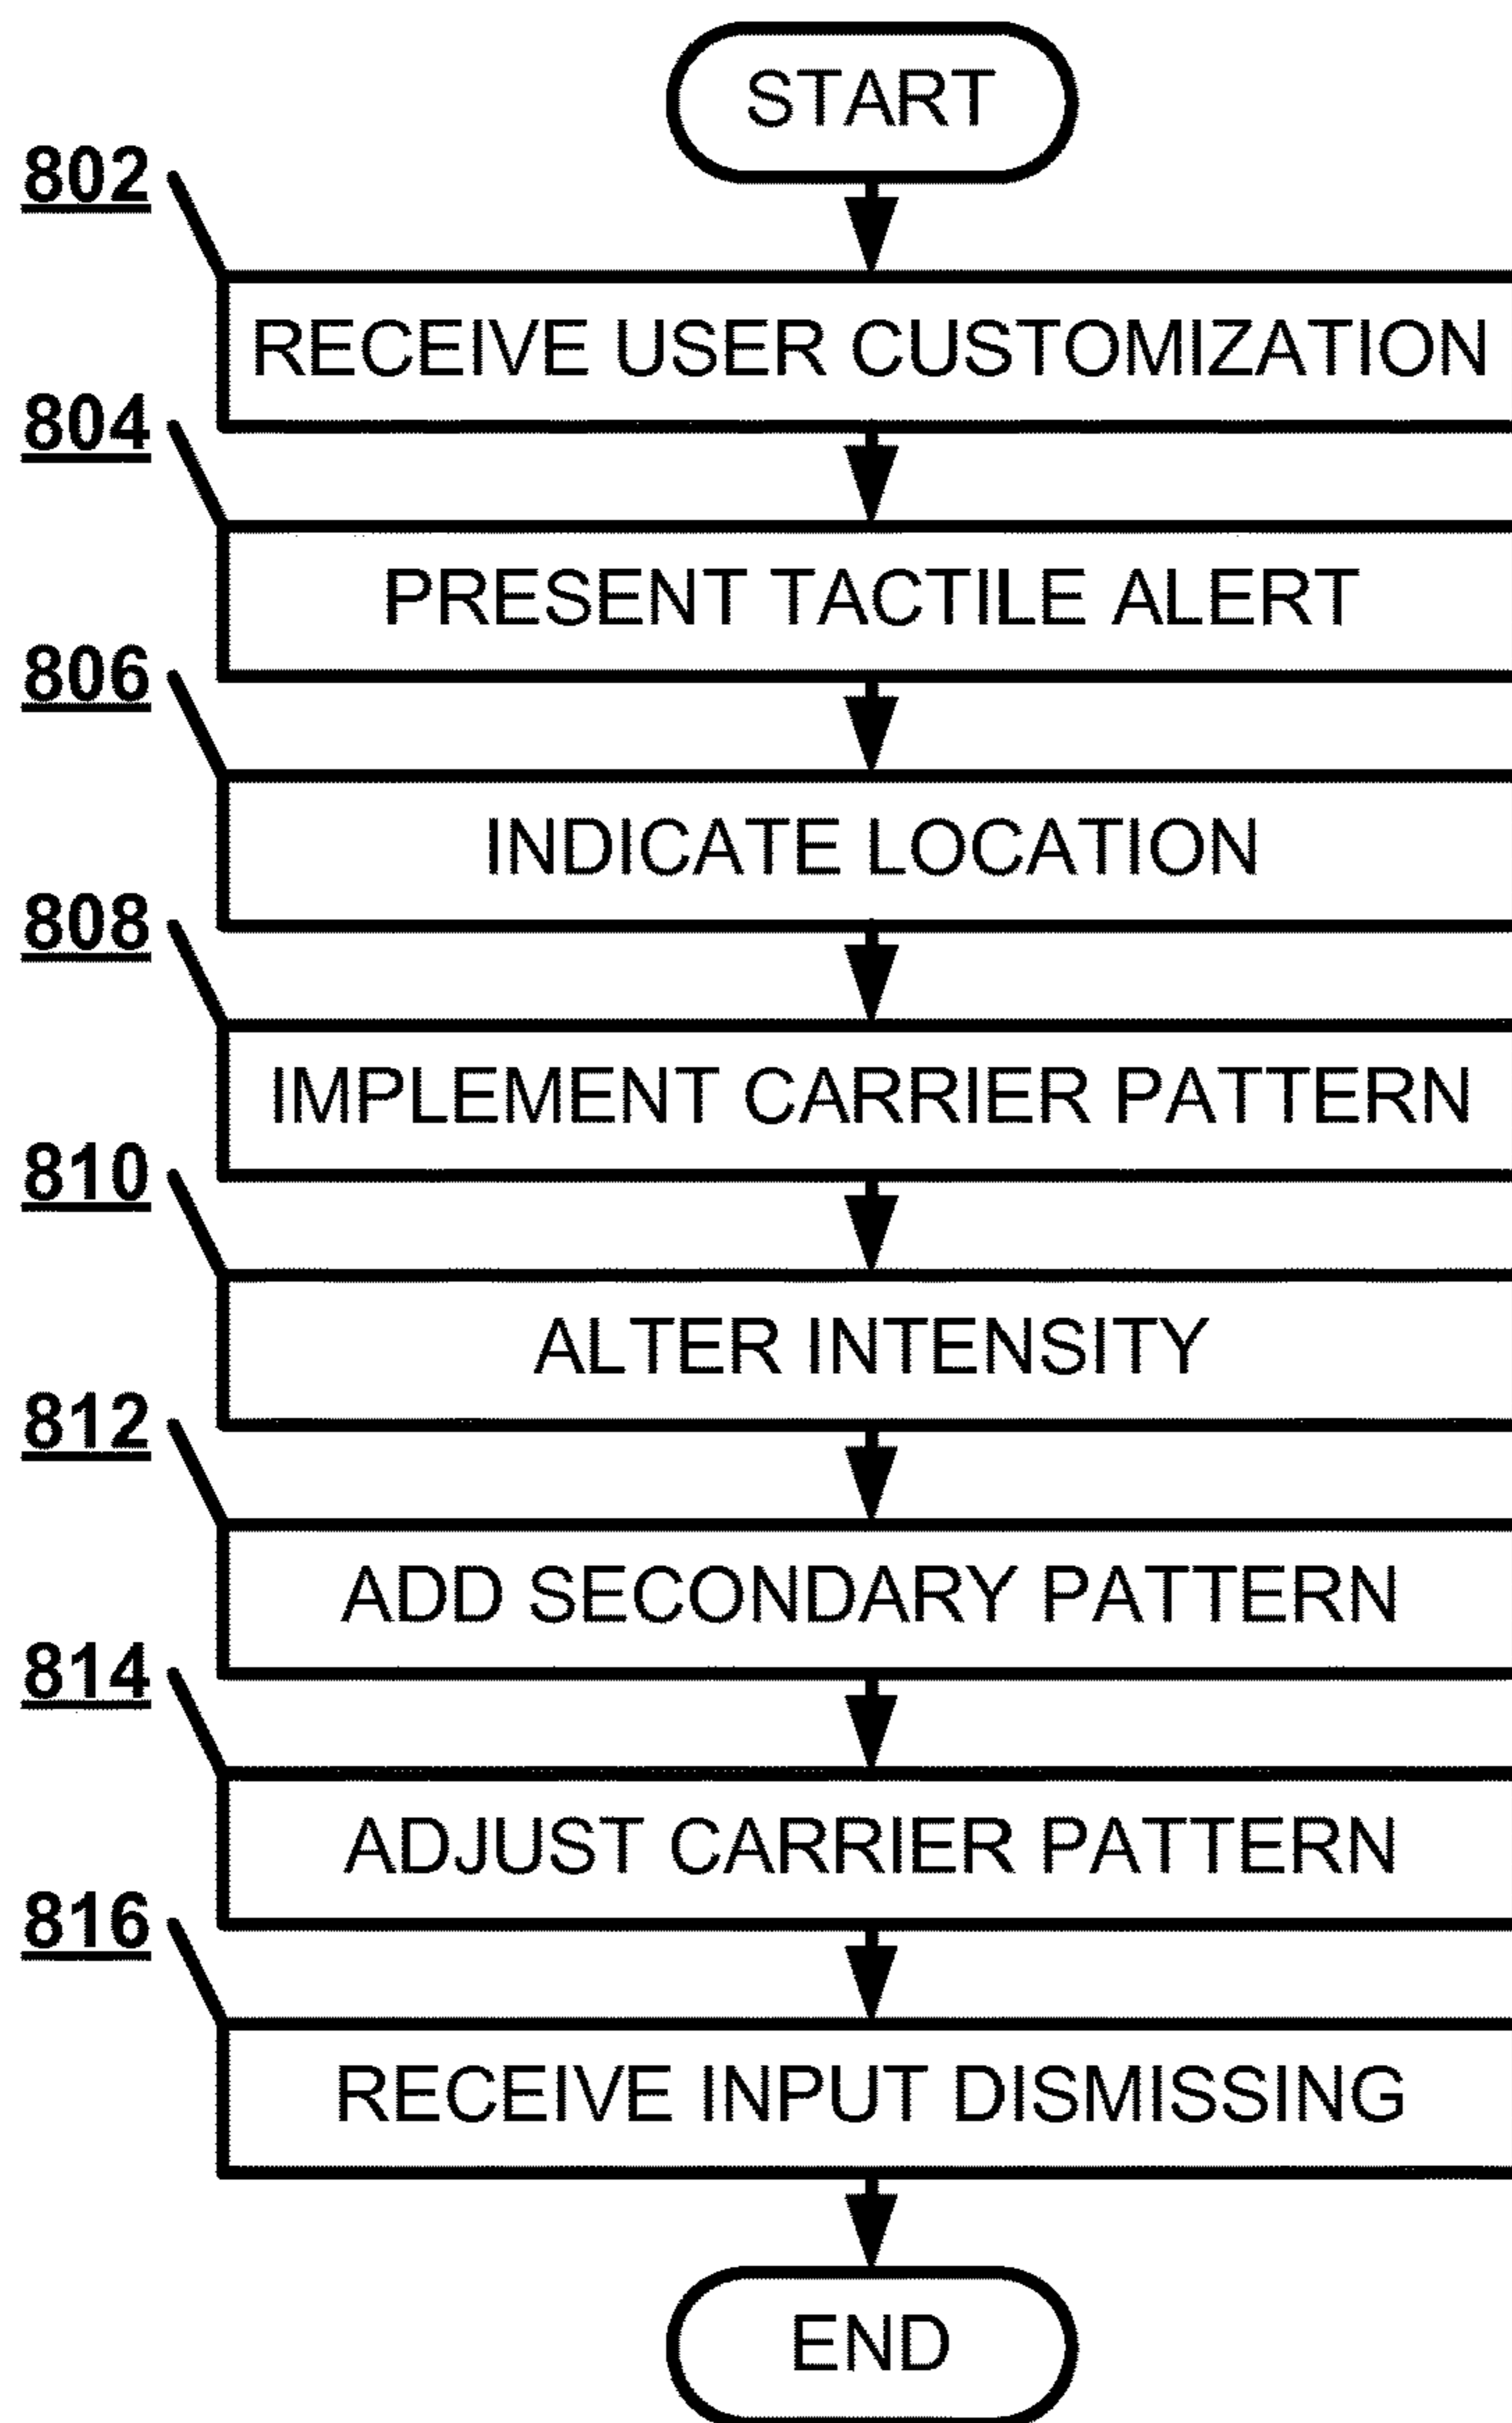 START
802
RECEIVE USER CUSTOMIZATION
804
PRESENT TACTILE ALERT
806
INDICATE LOCATION
808
IMPLEMENT CARRIER PATTERN
810
ALTER INTENSITY
812
ADD SECONDARY PATTERN
814
ADJUST CARRIER PATTERN
816
RECEIVE INPUT DISMISSING
END